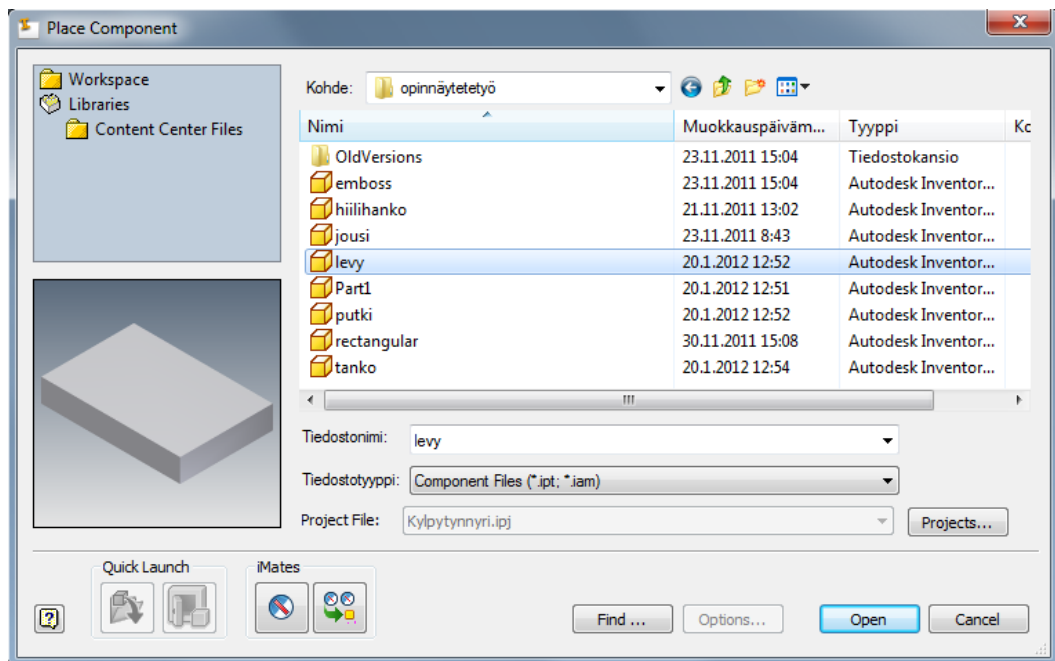 Place Component
Workspace
Libraries
Content Center Files
Kohde: opinnäytetetyö
Nimi Muokkauspäiväm... Tyyppi Kc
OldVersions 23.11.2011 15:04 Tiedostokansio
emboss 23.11.2011 15:04 Autodesk Inventor...
hiilihanko 21.11.2011 13:02 Autodesk Inventor...
jousi 23.11.2011 8:43 Autodesk Inventor...
levy 20.1.2012 12:52 Autodesk Inventor...
Part1 20.1.2012 12:51 Autodesk Inventor...
putki 20.1.2012 12:52 Autodesk Inventor...
rectangular 30.11.2011 15:08 Autodesk Inventor...
tanko 20.1.2012 12:54 Autodesk Inventor...
Tiedostonimi: levy
Tiedostotyyppi: Component Files (*.ipt; *.iam)
Project File: Kylpytynnyri.ipj Projects...
Quick Launch iMates
Find ... Options... Open Cancel